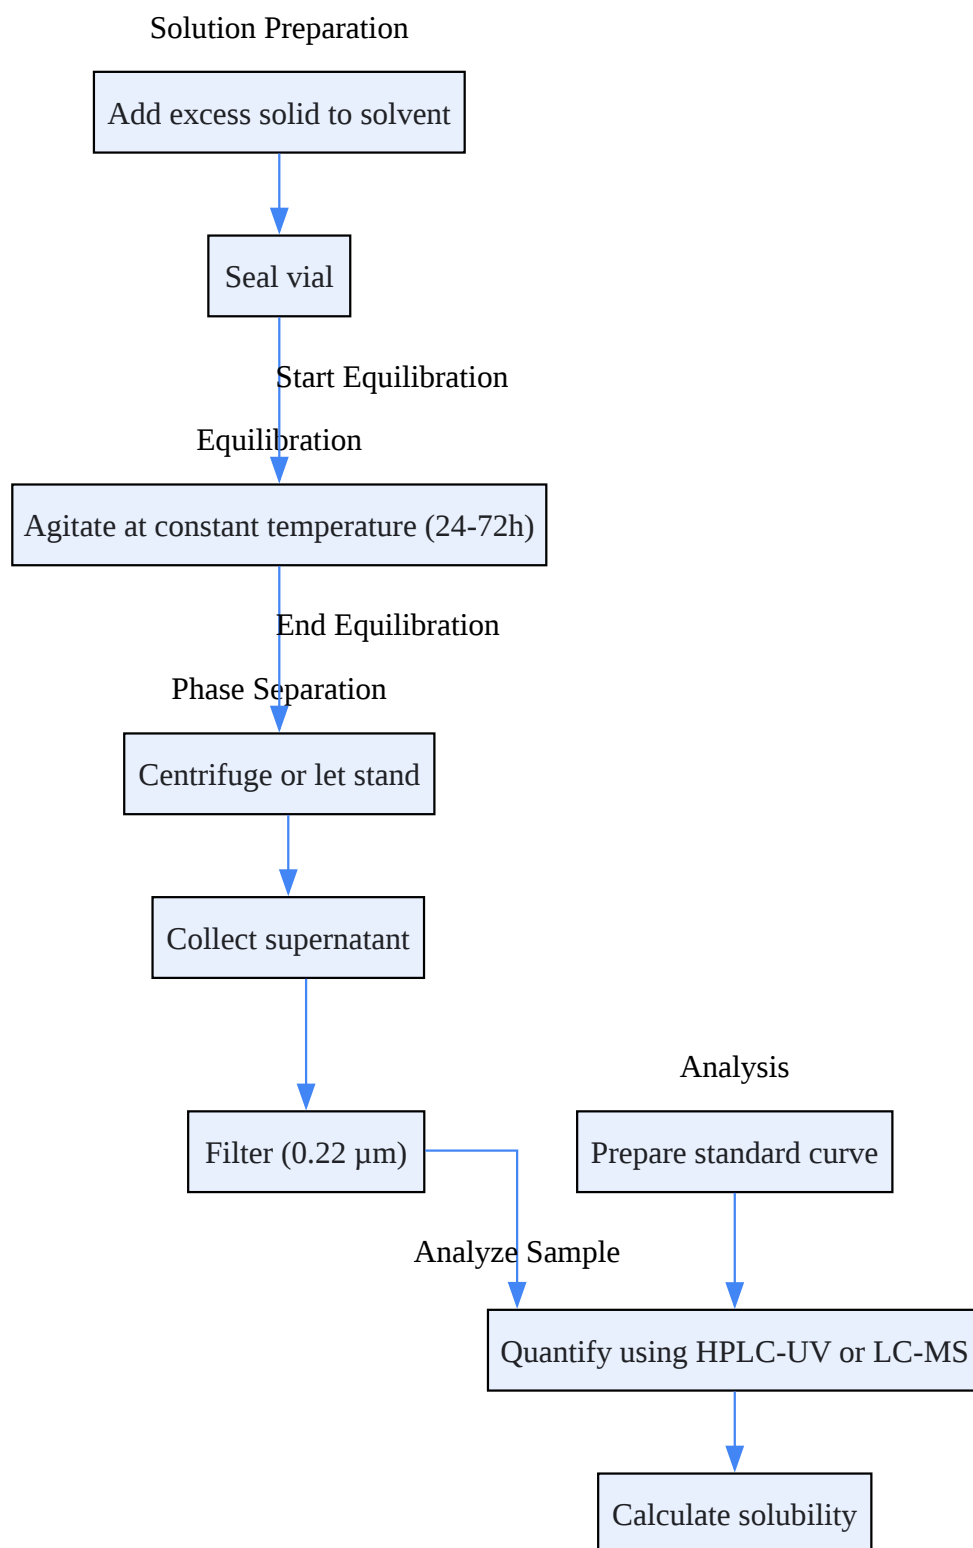 Solution Preparation
Add excess solid to solvent
Seal vial
Start Equilibration
Equilibration
Agitate at constant temperature (24-72h)
End Equilibration
Phase Separation
Centrifuge or let stand
Collect supernatant
Analysis
Filter (0.22 µm)
Prepare standard curve
Analyze Sample
Quantify using HPLC-UV or LC-MS
Calculate solubility